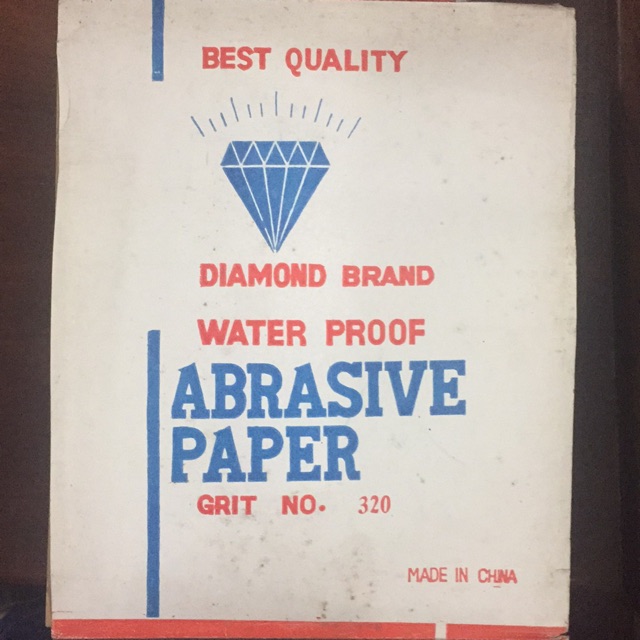 BEST QUALITY
DIAMOND BRAND
WATER PROOF
ABRASIVE
PAPER
GRIT NO. 320
MADE IN CHINA